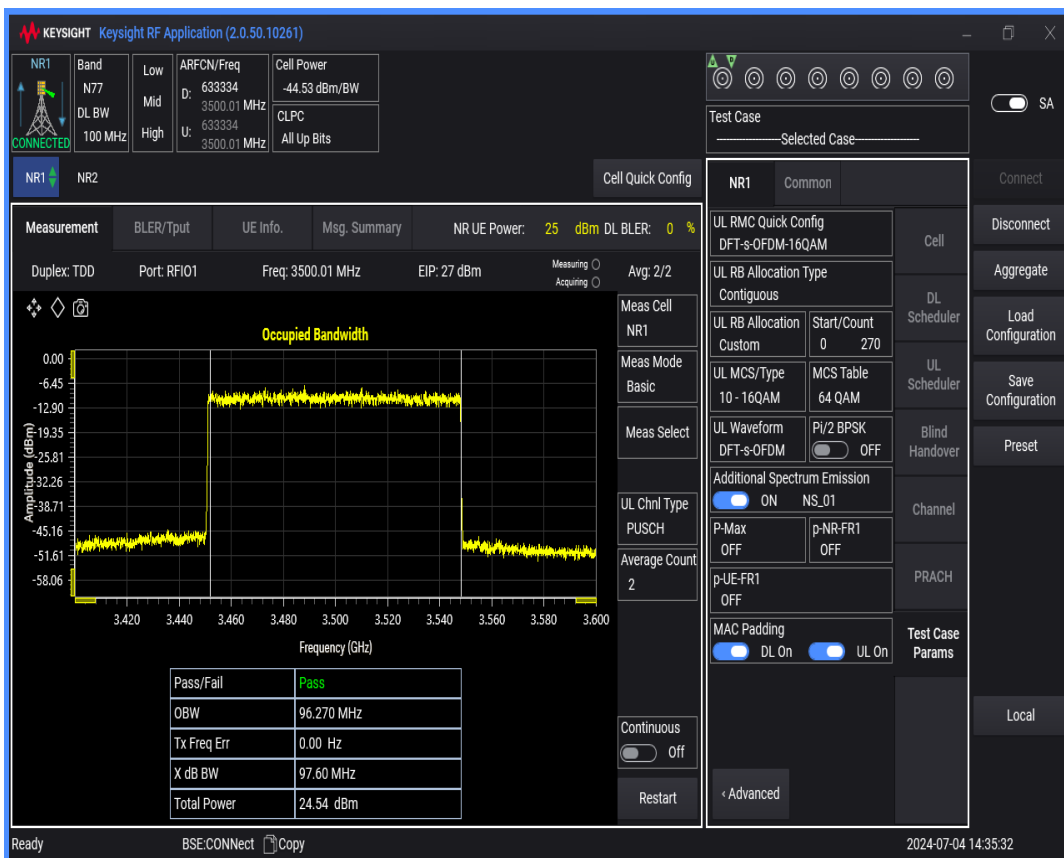 KEYSIGHT Keysight RF Application (2.0.50.10261)
NR1
CONNECTED
Band
N77
DL BW
100 MHz
Low
Mid
High
ARFCN/Freq
D: 633334
3500.01 MHz
U: 633334
3500.01 MHz
Cell Power
-44.53 dBm/BW
CLPC
All Up Bits
Test Case
Selected Case
SA
NR1 NR2 Cell Quick Config
Measurement BLER/Tput UE Info. Msg. Summary NR UE Power: 25 dBm DL BLER: 0 %
Duplex: TDD Port: RFIO1 Freq: 3500.01 MHz EIP: 27 dBm Measuring Acquiring Avg: 2/2
Occupied Bandwidth
Amplitude (dBm)
0.00
-6.45
-12.90
-19.35
-25.81
-32.26
-38.71
-45.16
-51.61
-58.06
3.420 3.440 3.460 3.480 3.500 3.520 3.540 3.560 3.580 3.600
Frequency (GHz)
Pass/Fail Pass
OBW 96.270 MHz
Tx Freq Err 0.00 Hz
X dB BW 97.60 MHz
Total Power 24.54 dBm
Meas Cell
NR1
Meas Mode
Basic
Meas Select
UL Chnl Type
PUSCH
Average Count
2
Continuous
Off
Restart
NR1 Common
UL RMC Quick Config
DFT-s-OFDM-16QAM
UL RB Allocation Type
Contiguous
UL RB Allocation Start/Count
Custom 0 270
UL MCS/Type MCS Table
10 - 16QAM 64 QAM
UL Waveform Pi/2 BPSK
DFT-s-OFDM OFF
Additional Spectrum Emission
ON NS_01
P-Max p-NR-FR1
OFF OFF
p-UE-FR1
OFF
MAC Padding
DL On UL On
‹ Advanced
Cell
DL
Scheduler
UL
Scheduler
Blind
Handover
Channel
PRACH
Test Case
Params
Connect
Disconnect
Aggregate
Load
Configuration
Save
Configuration
Preset
Local
Ready BSE:CONNect Copy 2024-07-04 14:35:32